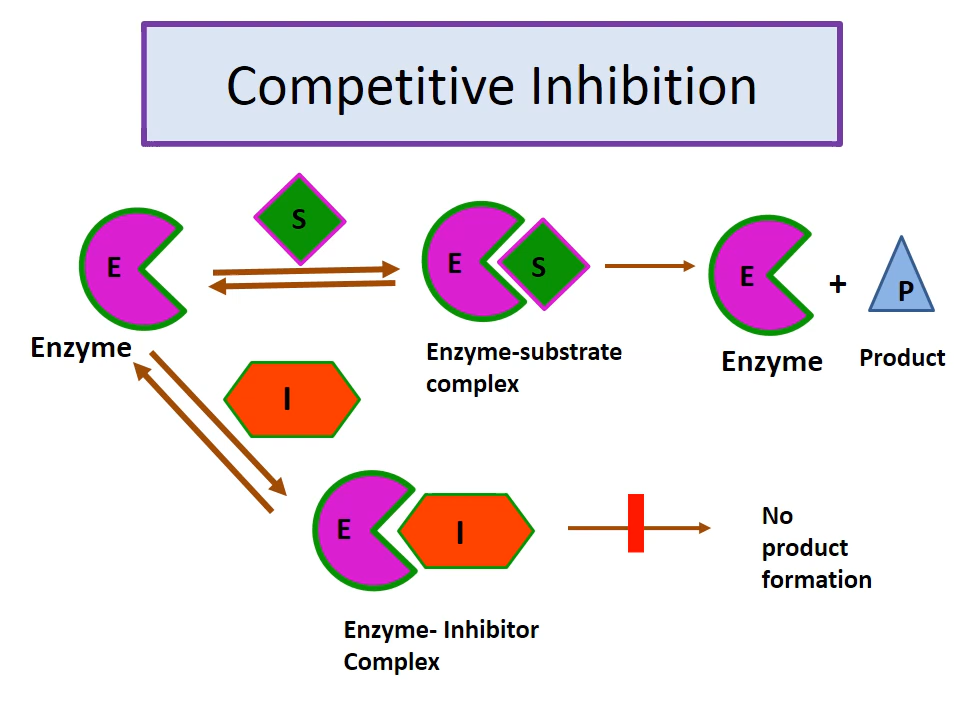 Competitive Inhibition
S
E
E
S
E
+
P
Enzyme
Enzyme-substrate
complex
Enzyme
Product
I
E
I
No
product
formation
Enzyme- Inhibitor
Complex